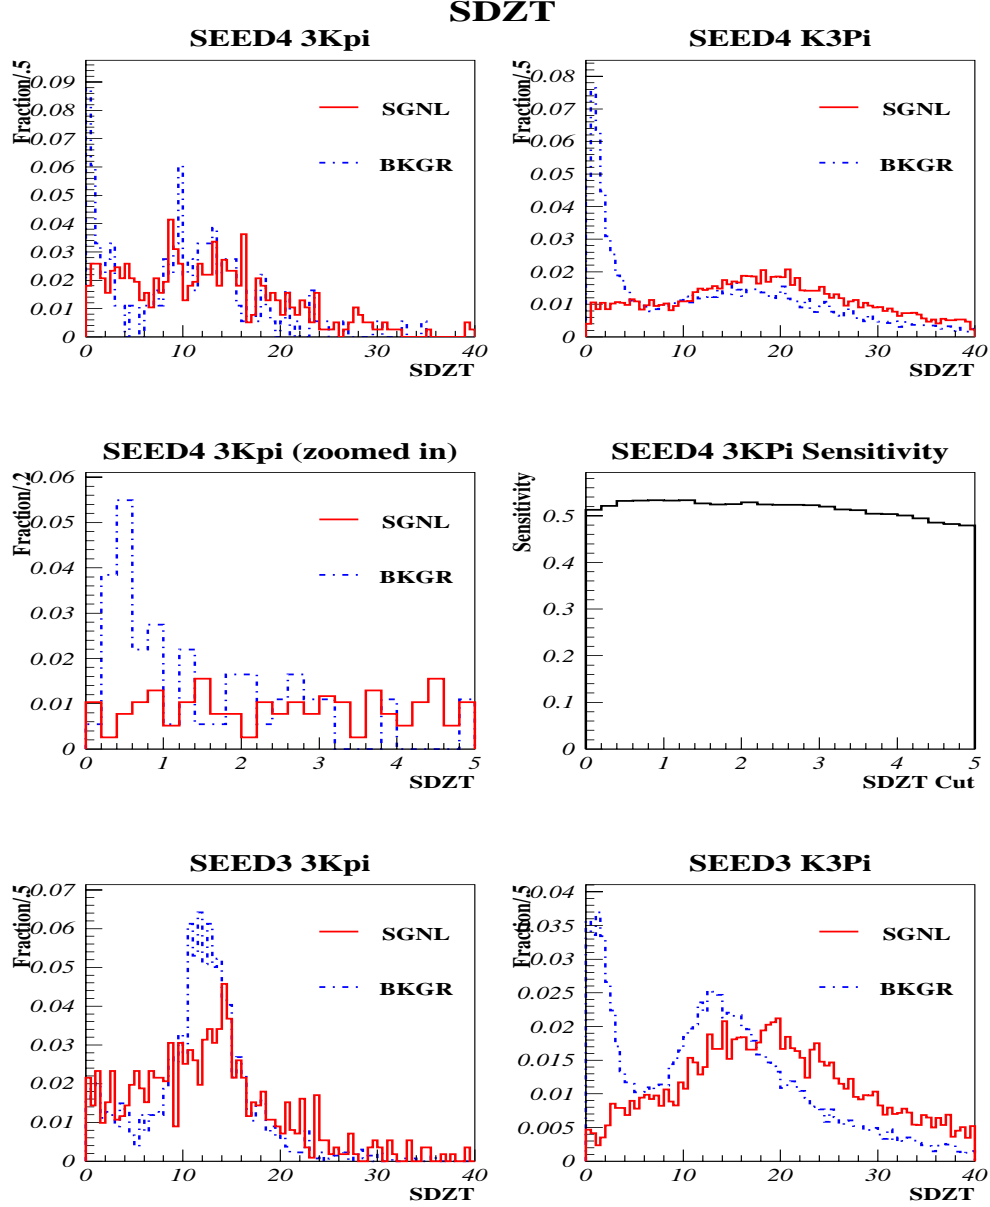 SDZT
SEED4 3Kpi
Fraction/.5
0.09
0.08
0.07
0.06
0.05
0.04
0.03
0.02
0.01
0
0 10 20 30 40
SDZT
SGNL
BKGR
SEED4 K3Pi
Fraction/.5
0.08
0.07
0.06
0.05
0.04
0.03
0.02
0.01
0
0 10 20 30 40
SDZT
SGNL
BKGR
SEED4 3Kpi (zoomed in)
Fraction/.2
0.06
0.05
0.04
0.03
0.02
0.01
0
0 1 2 3 4 5
SDZT
SGNL
BKGR
SEED4 3KPi Sensitivity
Sensitivity
0.5
0.4
0.3
0.2
0.1
0
0 1 2 3 4 5
SDZT Cut
SEED3 3Kpi
Fraction/.5
0.07
0.06
0.05
0.04
0.03
0.02
0.01
0
0 10 20 30 40
SDZT
SGNL
BKGR
SEED3 K3Pi
Fraction/.5
0.04
0.035
0.03
0.025
0.02
0.015
0.01
0.005
0
0 10 20 30 40
SDZT
SGNL
BKGR